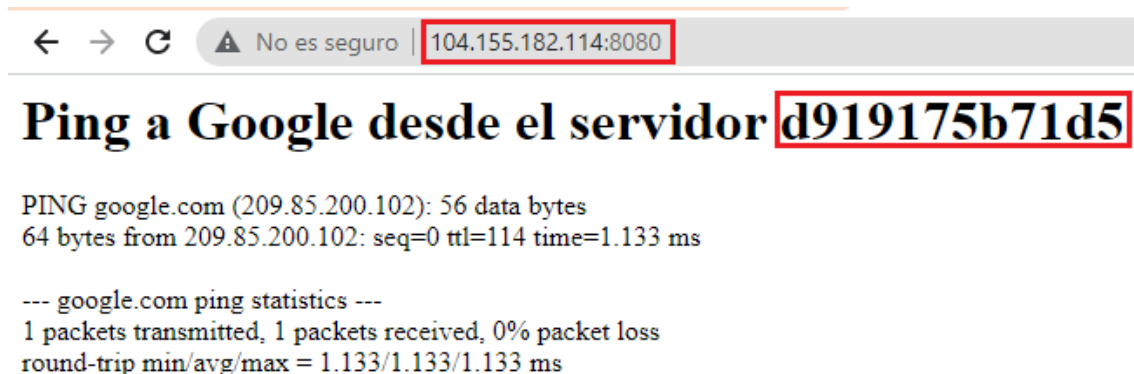 No es seguro | 104.155.182.114:8080
Ping a Google desde el servidor d919175b71d5
PING google.com (209.85.200.102): 56 data bytes
64 bytes from 209.85.200.102: seq=0 ttl=114 time=1.133 ms
--- google.com ping statistics ---
1 packets transmitted, 1 packets received, 0% packet loss
round-trip min/avg/max = 1.133/1.133/1.133 ms